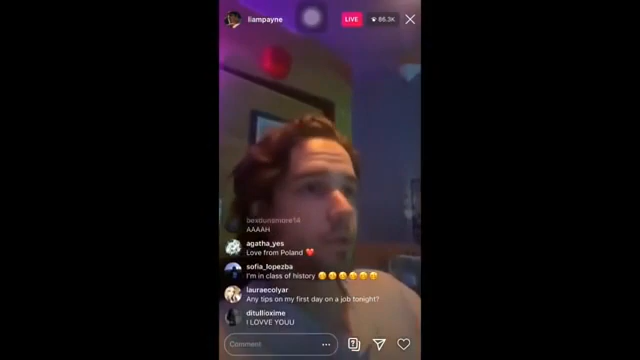 liampayne
LIVE
86.3K
AAAAH
agatha_yes
Love from Poland ❤️
sofia_lopezba
I'm in class of history 😋😋😋😋😋😋
lauraecolyar
Any tips on my first day on a job tonight?
ditullioxime
I LOVVE YOUU
Comment